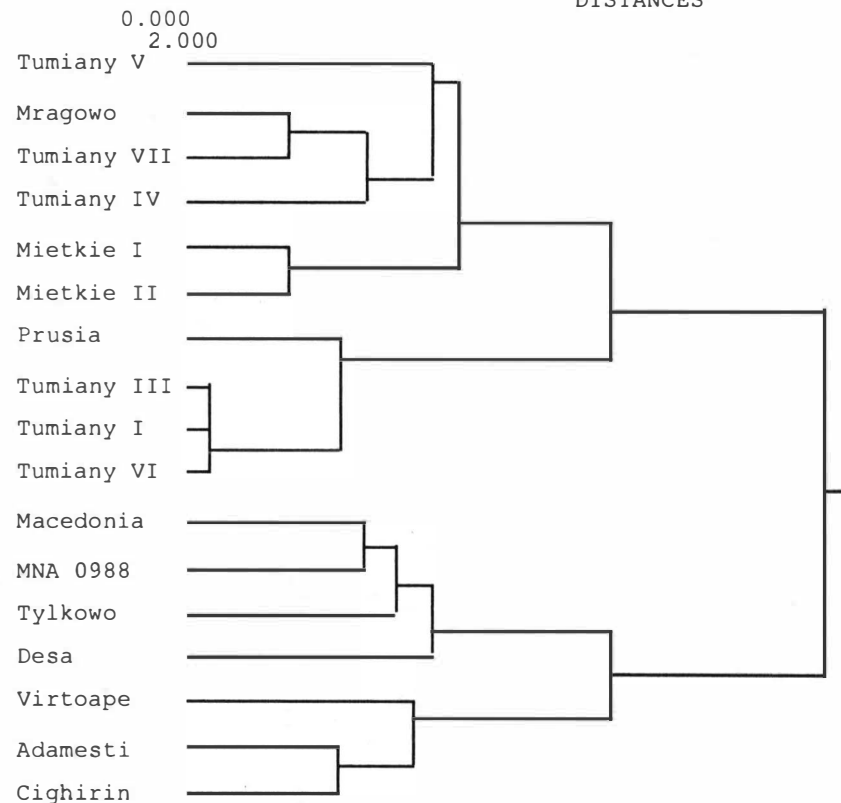 DISTANCES
0.000
2.000
Tumiany V
Mragowo
Tumiany VII
Tumiany IV
Mietkie I
Mietkie II
Prusia
Tumiany III
Tumiany I
Tumiany VI
Macedonia
MNA 0988
Tylkowo
Desa
Virtoape
Adamesti
Cighirin